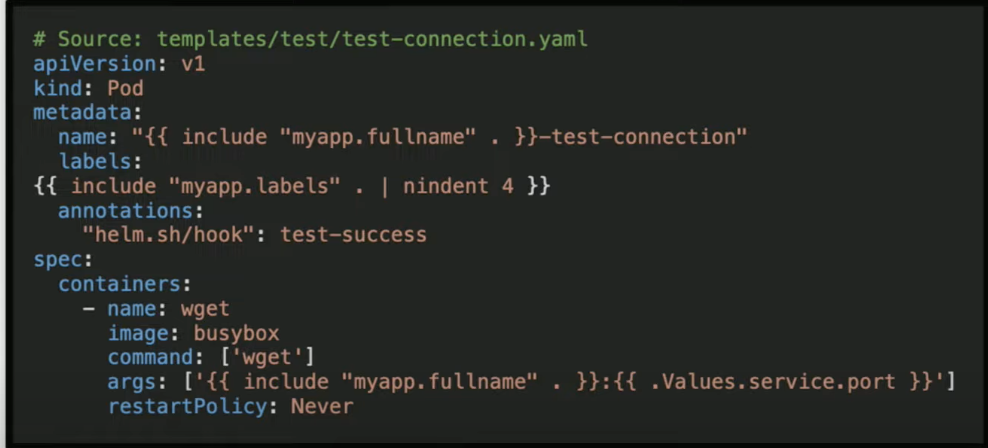 # Source: templates/test/test-connection.yaml
apiVersion: v1
kind: Pod
metadata:
  name: "{{ include "myapp.fullname" . }}-test-connection"
  labels:
{{ include "myapp.labels" . | nindent 4 }}
  annotations:
    "helm.sh/hook": test-success
spec:
  containers:
    - name: wget
      image: busybox
      command: ['wget']
      args: ['{{ include "myapp.fullname" . }}:{{ .Values.service.port }}']
      restartPolicy: Never